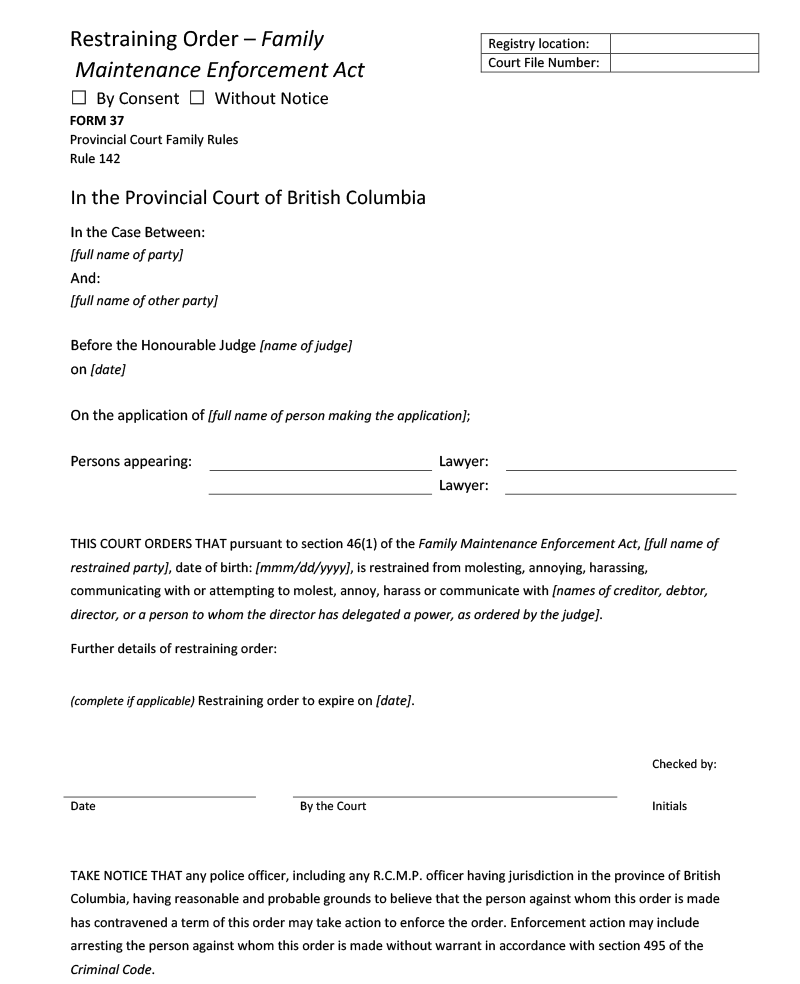 Restraining Order – Family
Maintenance Enforcement Act
☐ By Consent ☐ Without Notice
FORM 37
Provincial Court Family Rules
Rule 142
Registry location:
Court File Number:
In the Provincial Court of British Columbia
In the Case Between:
[full name of party]
And:
[full name of other party]
Before the Honourable Judge [name of judge]
on [date]
On the application of [full name of person making the application];
Persons appearing: Lawyer:
Lawyer:
THIS COURT ORDERS THAT pursuant to section 46(1) of the Family Maintenance Enforcement Act, [full name of
restrained party], date of birth: [mmm/dd/yyyy], is restrained from molesting, annoying, harassing,
communicating with or attempting to molest, annoy, harass or communicate with [names of creditor, debtor,
director, or a person to whom the director has delegated a power, as ordered by the judge].
Further details of restraining order:
(complete if applicable) Restraining order to expire on [date].
Checked by:
Date By the Court Initials
TAKE NOTICE THAT any police officer, including any R.C.M.P. officer having jurisdiction in the province of British
Columbia, having reasonable and probable grounds to believe that the person against whom this order is made
has contravened a term of this order may take action to enforce the order. Enforcement action may include
arresting the person against whom this order is made without warrant in accordance with section 495 of the
Criminal Code.